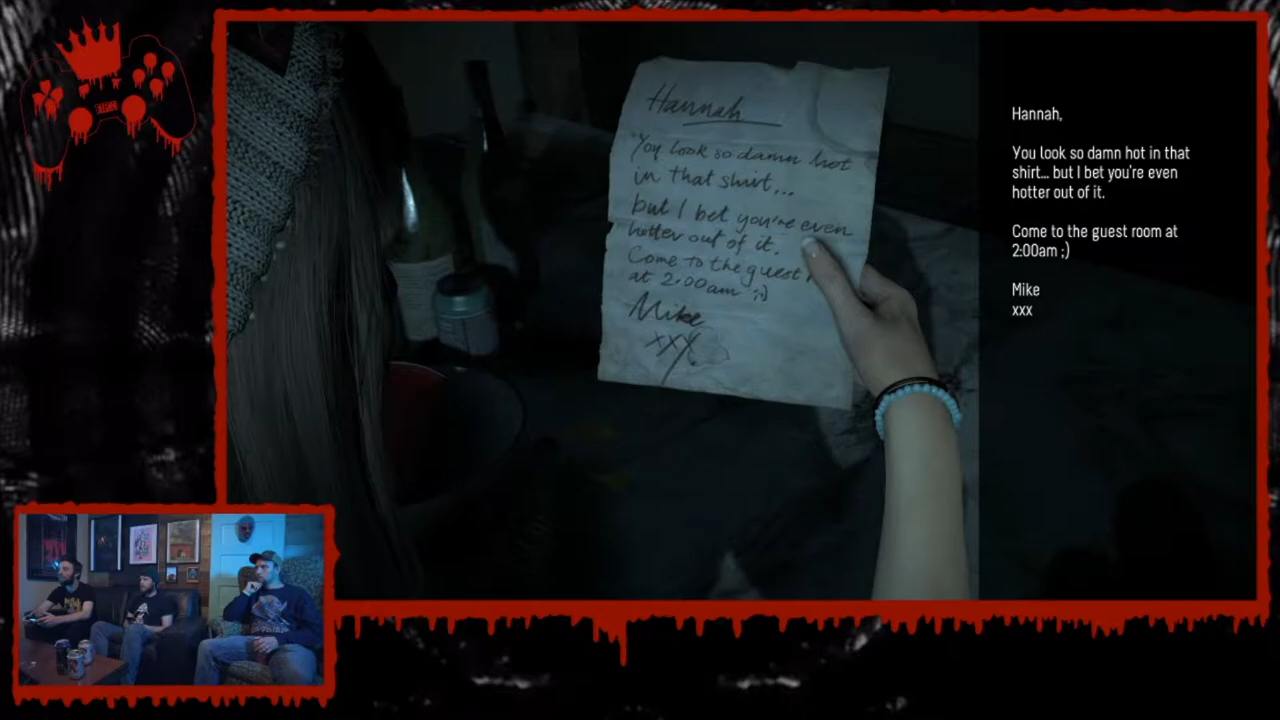 Hannah
You look so damn hot
in that shirt...
but I bet you're even
hotter out of it.
Come to the guest
at 2:00am ;)
Mike
xxx
Hannah,
You look so damn hot in that
shirt... but I bet you're even
hotter out of it.
Come to the guest room at
2:00am ;)
Mike
xxx